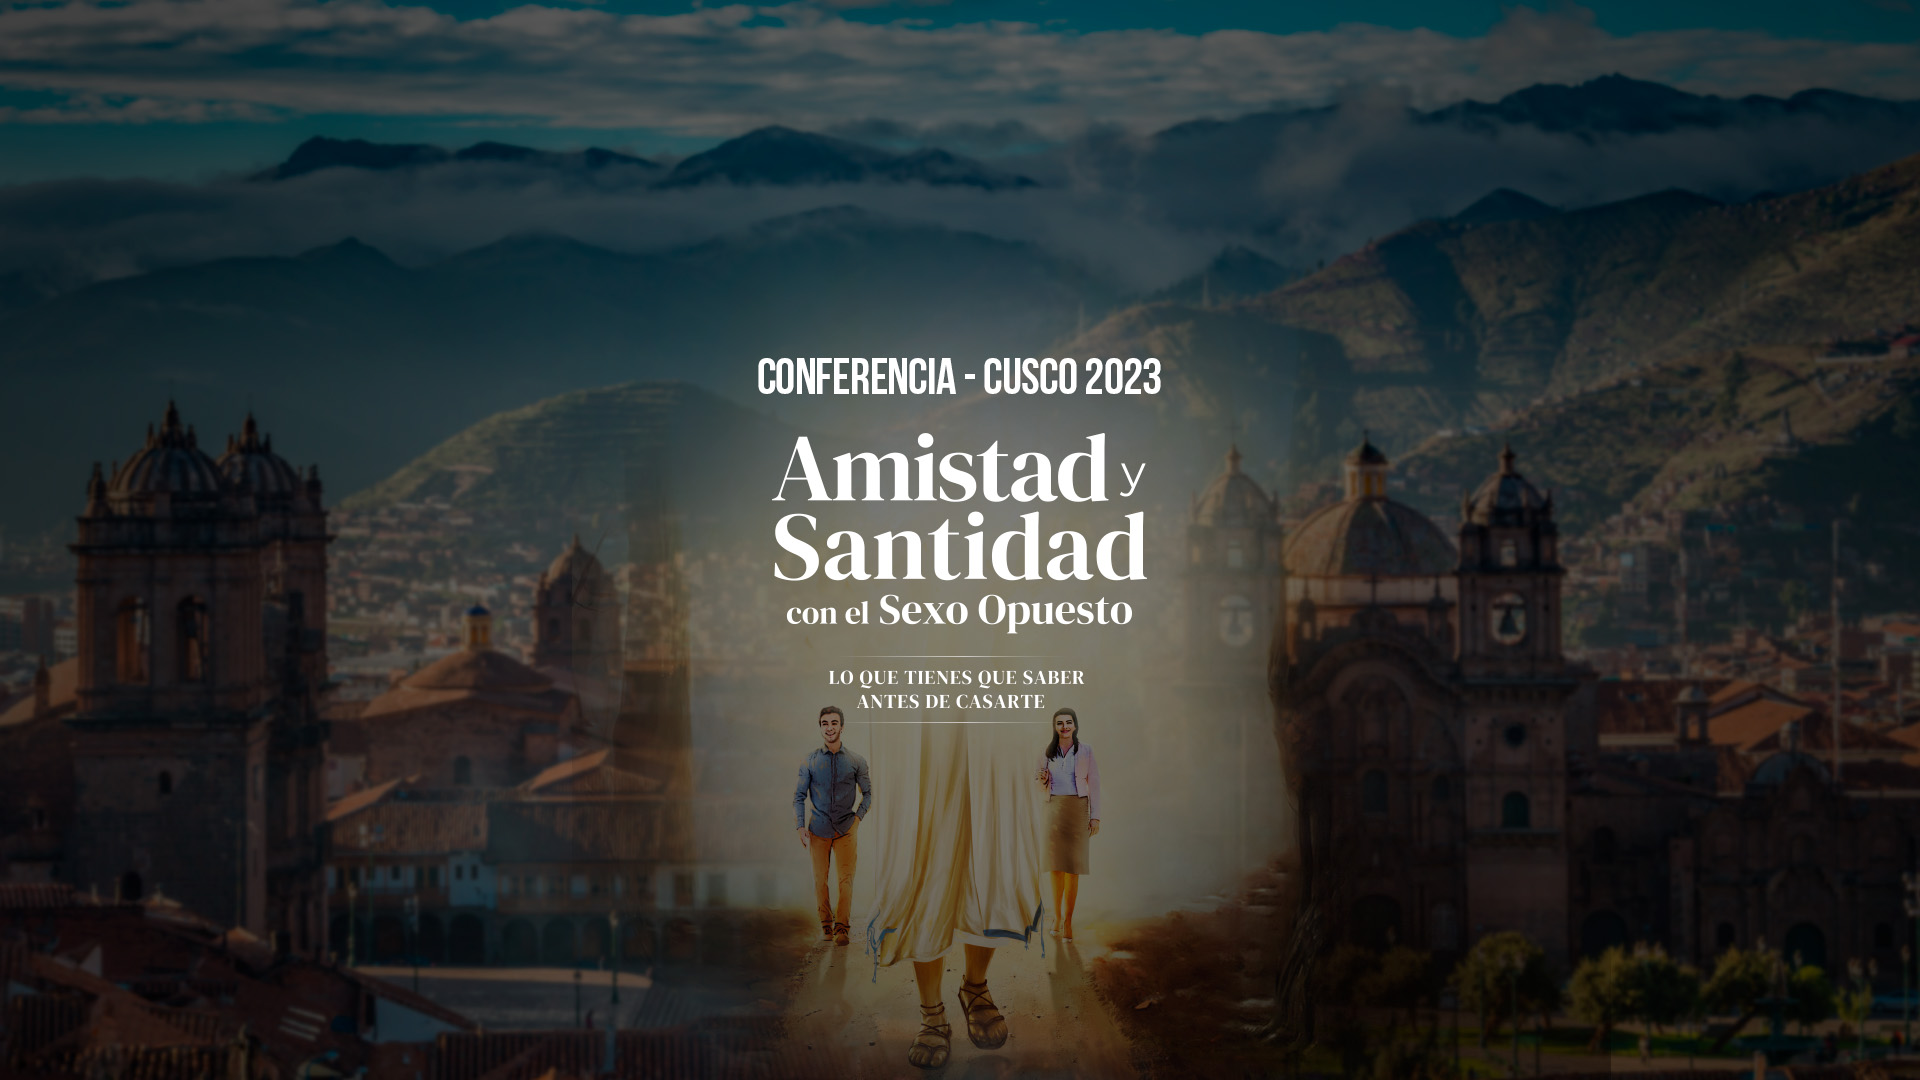 CONFERENCIA - CUSCO 2023
Amistad y
Santidad
con el Sexo Opuesto
LO QUE TIENES QUE SABER
ANTES DE CASARTE